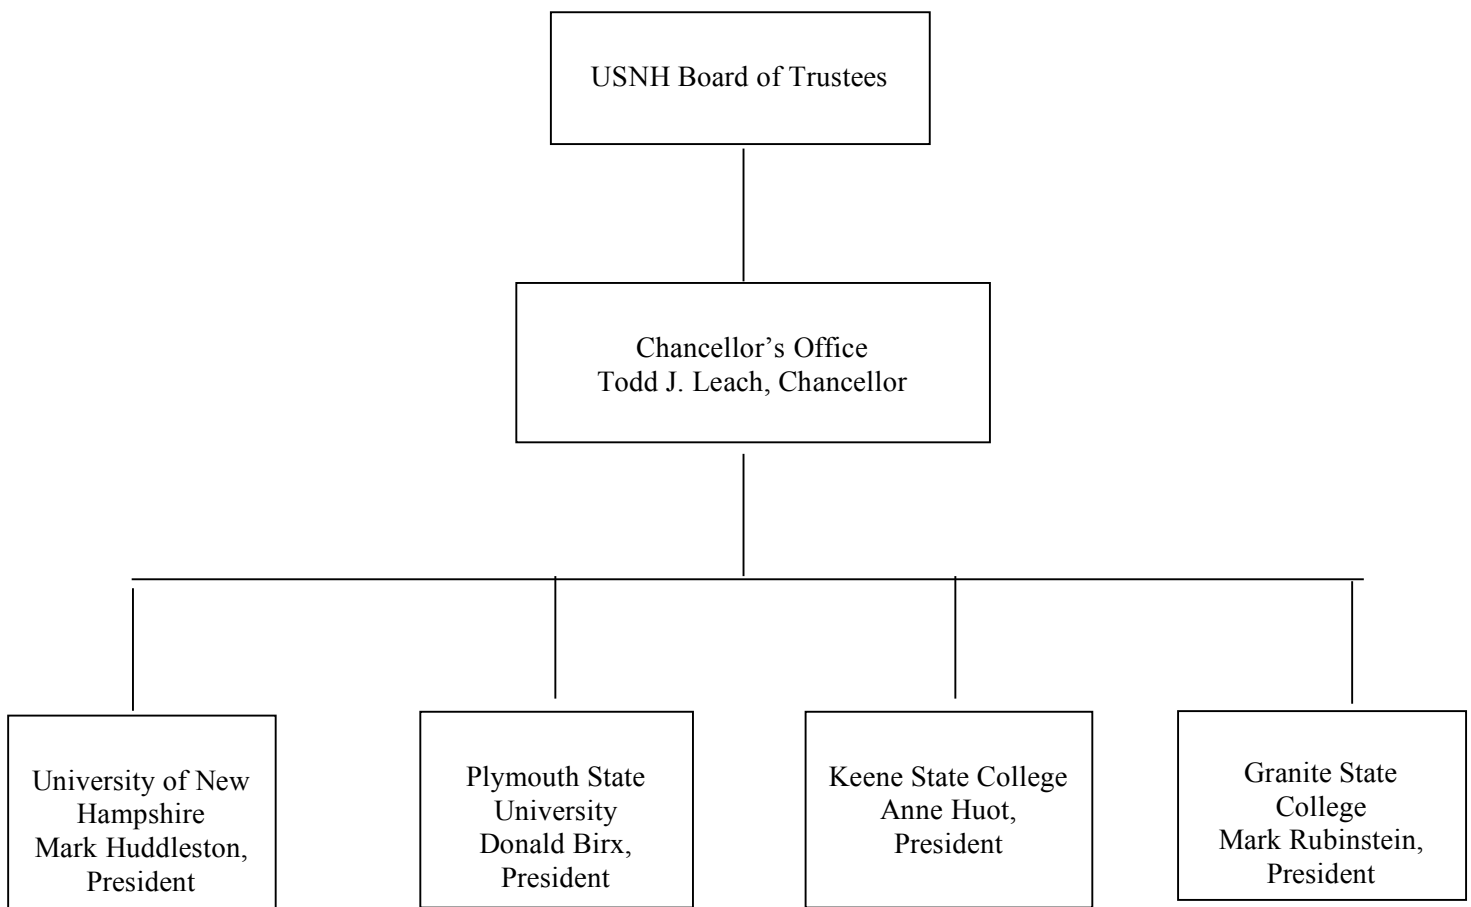 USNH Board of Trustees
Chancellor’s Office
Todd J. Leach, Chancellor
University of New
Hampshire
Mark Huddleston,
President
Plymouth State
University
Donald Birx,
President
Keene State College
Anne Huot,
President
Granite State
College
Mark Rubinstein,
President